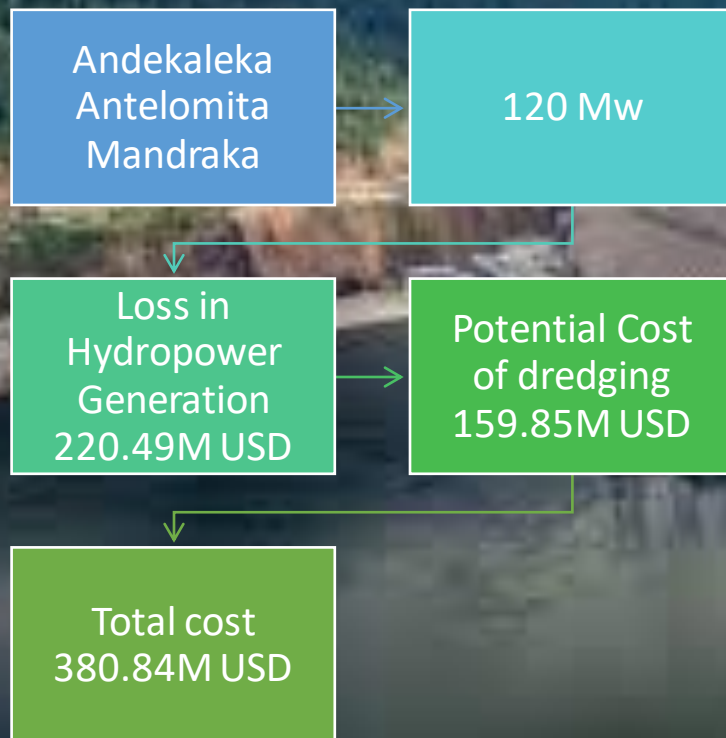 Andekaleka
Antelomita
Mandraka
120 Mw
Loss in
Hydropower
Generation
220.49M USD
Potential Cost
of dredging
159.85M USD
Total cost
380.84M USD